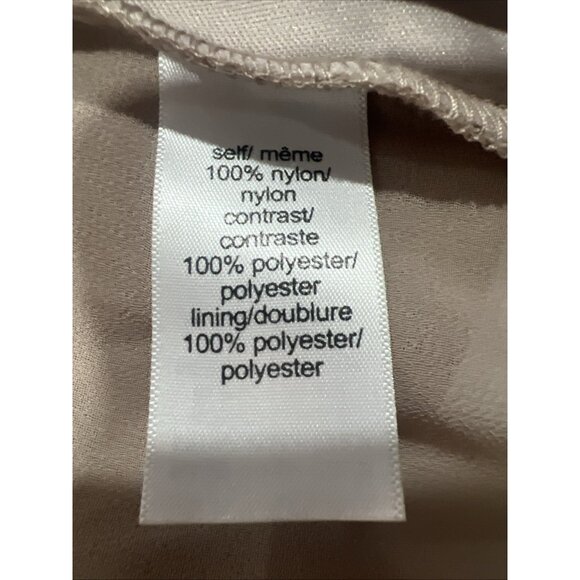 self/ même
100% nylon/
nylon
contrast/
contraste
100% polyester/
polyester
lining/doublure
100% polyester/
polyester